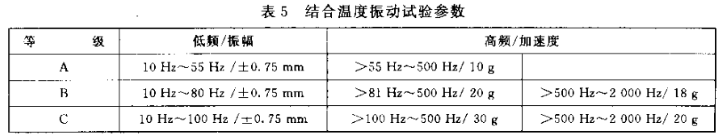 表 5 结合温度振动试验参数
等 级 低频/振幅 高频/加速度
A 10 Hz～55 Hz /±0.75 mm >55 Hz～500 Hz/ 10 g
B 10 Hz～80 Hz /±0.75 mm >81 Hz～500 Hz/ 20 g >500 Hz～2 000 Hz/ 18 g
C 10 Hz～100 Hz /±0.75 mm >100 Hz～500 Hz/ 30 g >500 Hz～2 000 Hz/ 20 g